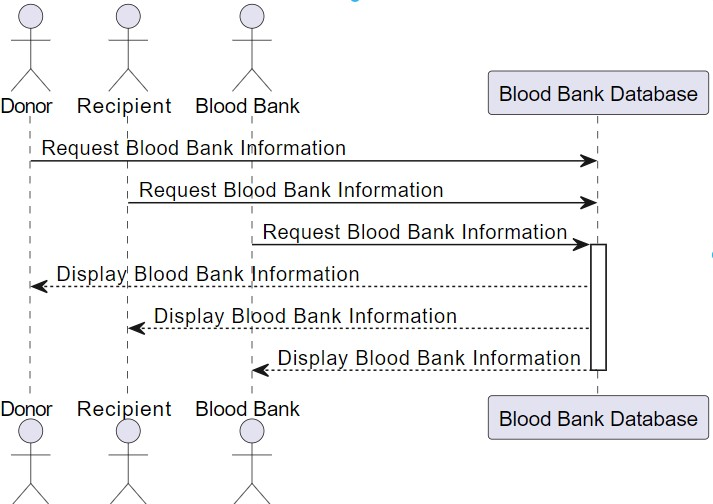 Donor Recipient Blood Bank Blood Bank Database
Request Blood Bank Information
Request Blood Bank Information
Request Blood Bank Information
Display Blood Bank Information
Display Blood Bank Information
Display Blood Bank Information
Donor Recipient Blood Bank Blood Bank Database